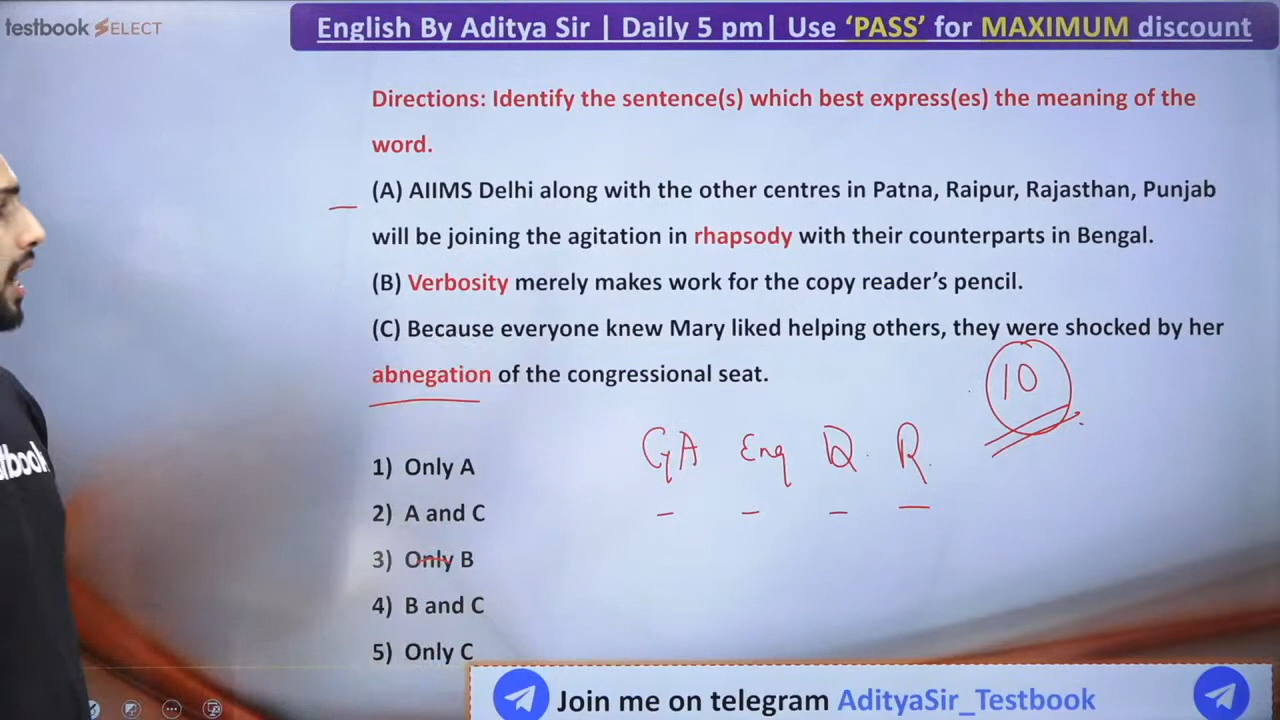 testbook SELECT
English By Aditya Sir | Daily 5 pm| Use ‘PASS’ for MAXIMUM discount
Directions: Identify the sentence(s) which best express(es) the meaning of the
word.
(A) AIIMS Delhi along with the other centres in Patna, Raipur, Rajasthan, Punjab
will be joining the agitation in rhapsody with their counterparts in Bengal.
(B) Verbosity merely makes work for the copy reader’s pencil.
(C) Because everyone knew Mary liked helping others, they were shocked by her
abnegation of the congressional seat.
10
GA Eng Q R
1) Only A
2) A and C
3) Only B
4) B and C
5) Only C
tbook
Join me on telegram AdityaSir_Testbook